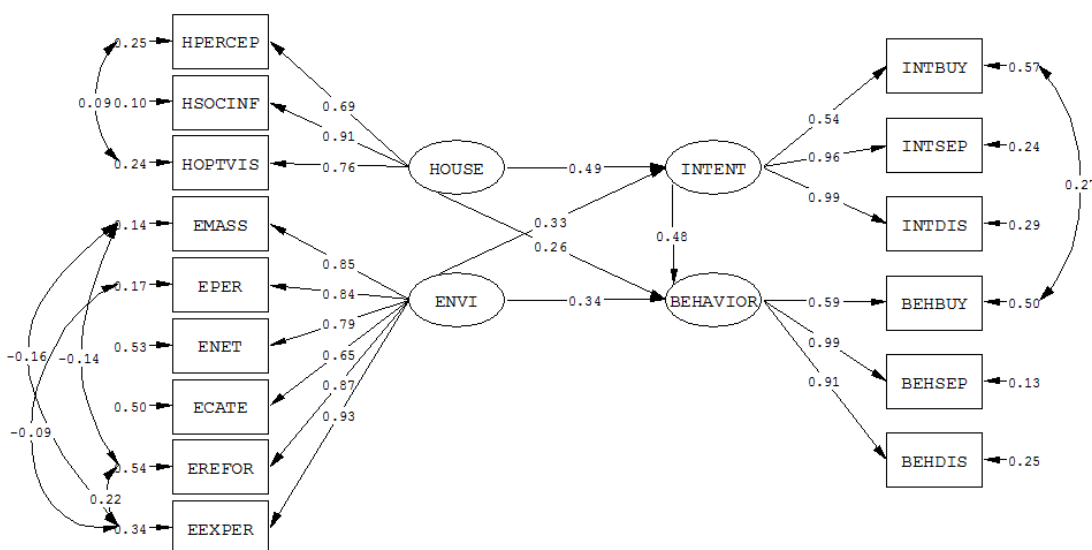 0.25 HPERCEP
0.09 0.10 HSOCINF
0.24 HOPTVIS
0.14 EMASS
0.17 EPER
0.53 ENET
0.50 ECATE
0.54 EREFOR
0.34 EEXPER
-0.16
-0.14
-0.09
0.22
0.69
0.91
0.76
0.85
0.84
0.79
0.65
0.87
0.93
HOUSE
ENVI
0.49
0.33
0.26
0.48
0.34
INTENT
BEHAVIOR
0.54
0.96
0.99
0.59
0.99
0.91
INTBUY 0.57
INTSEP 0.24
INTDIS 0.29
BEHBUY 0.50
BEHSEP 0.13
BEHDIS 0.25
0.27